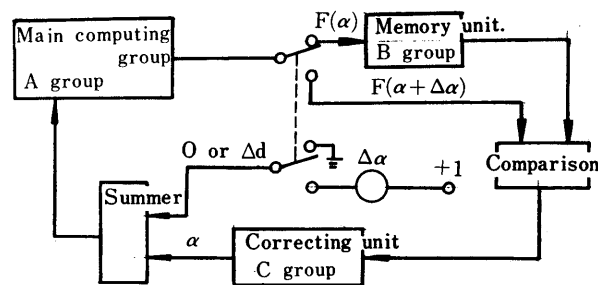 Main computing
group
A group
F(α)
Memory unit.
B group
F(α + Δα)
O or Δd
Δα
+1
Comparison
Summer
α
Correcting unit
C group